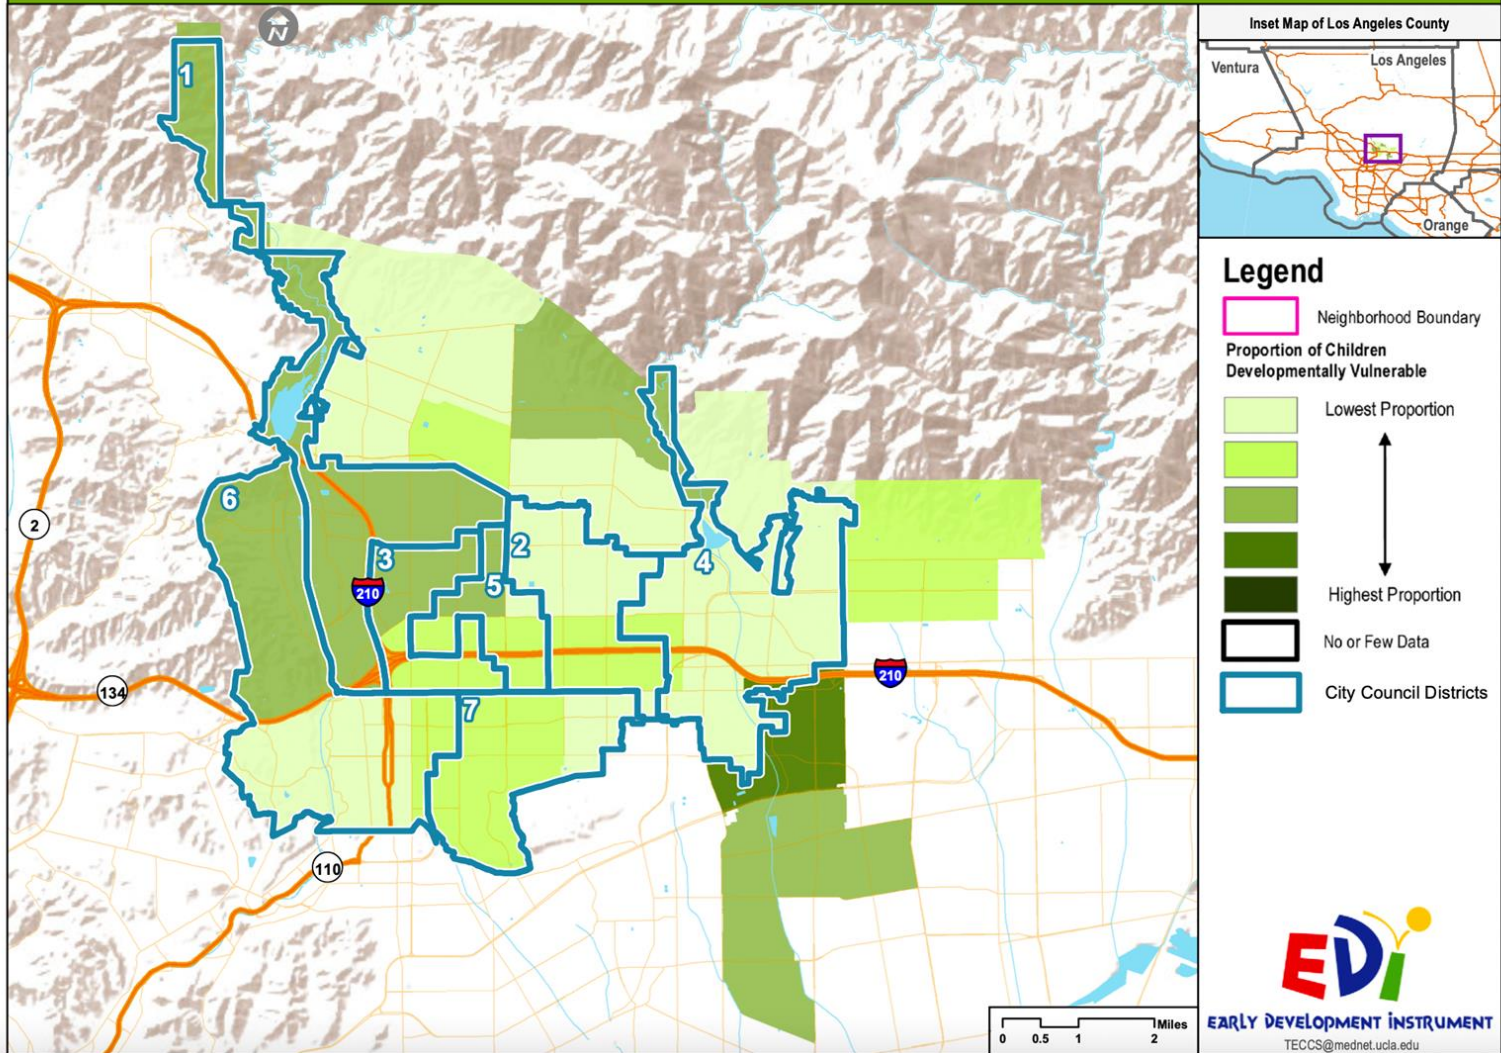 N
1
6
2
3
2
5
4
210
210
134
7
110
Miles
0 0.5 1 2
Inset Map of Los Angeles County
Ventura
Los Angeles
Orange
Legend
Neighborhood Boundary
Proportion of Children
Developmentally Vulnerable
Lowest Proportion
Highest Proportion
No or Few Data
City Council Districts
EDi
EARLY DEVELOPMENT iNSTRUMENT
TECCS@mednet.ucla.edu